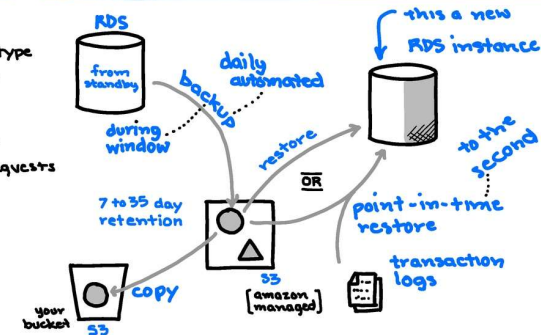 RDS
from
standby
during
window
backup
daily
automated
this a new
RDS instance
restore
OR
to the
second
point-in-time
restore
transaction
logs
7 to 35 day
retention
S3
[amazon
managed]
copy
your
bucket
S3
type
quests